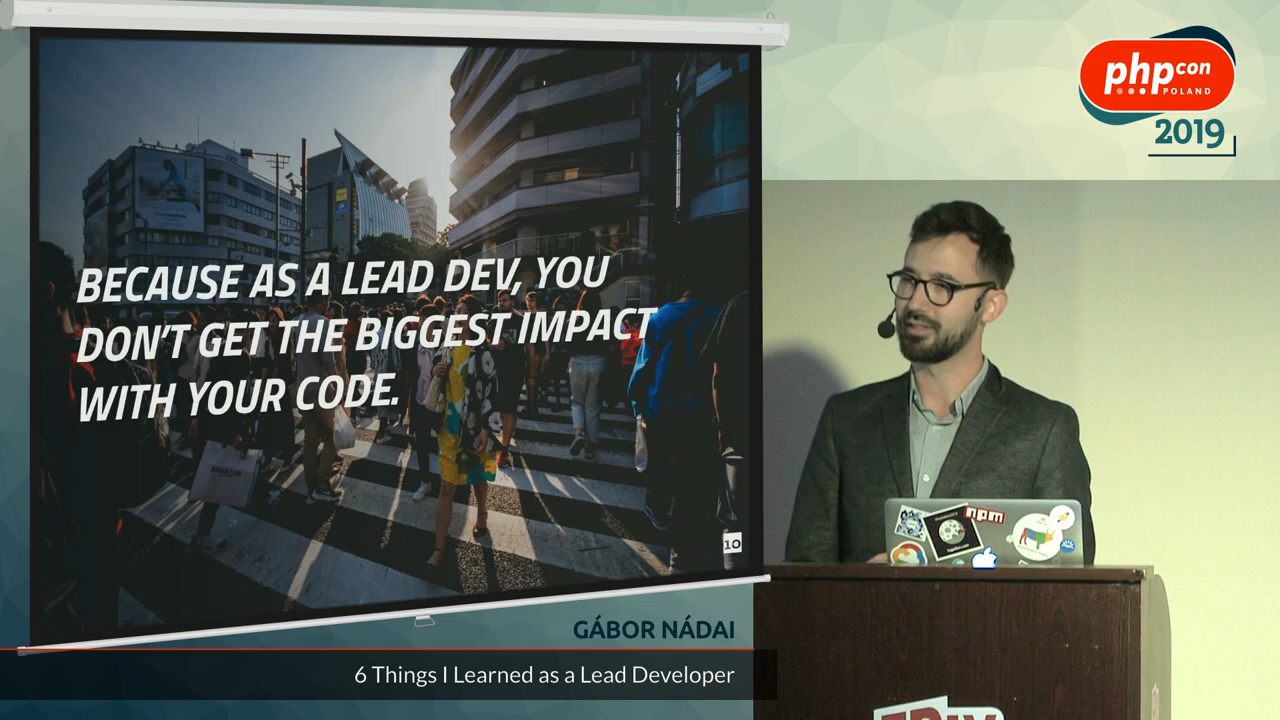 BECAUSE AS A LEAD DEV, YOU
DON'T GET THE BIGGEST IMPACT
WITH YOUR CODE.
10
GÁBOR NÁDAI
6 Things I Learned as a Lead Developer
phpcon
POLAND
2019
npm